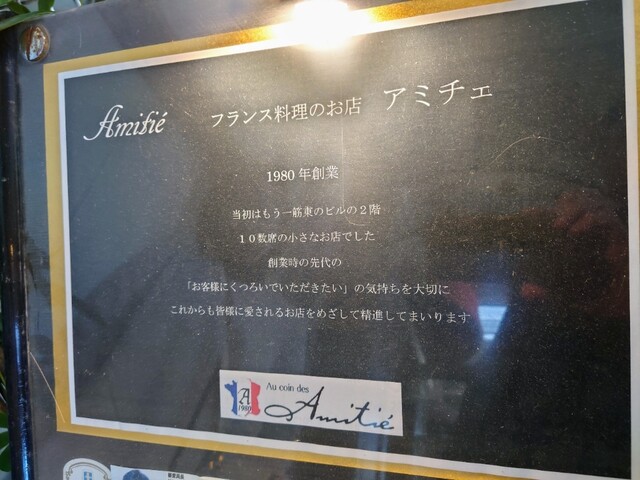 Amitié フランス料理のお店 アミチェ
1980年創業
当初はもう一筋東のビルの２階
１０数席の小さなお店でした
創業時の先代の
「お客様にくつろいでいただきたい」の気持ちを大切に
これからも皆様に愛されるお店をめざして精進してまいります
A
1980
Au coin des
Amitié